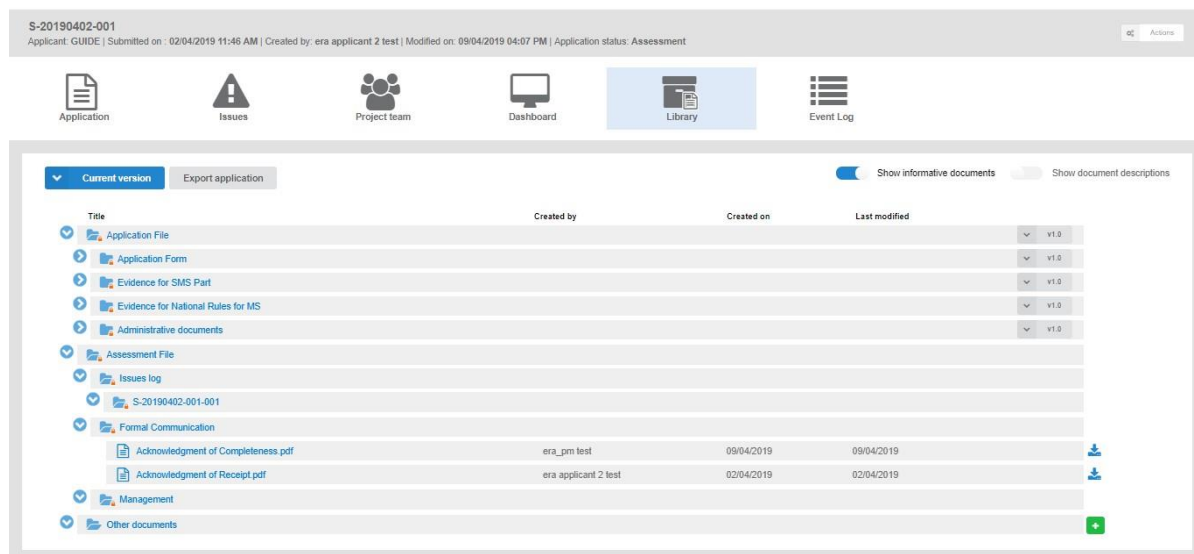 S-20190402-001
Applicant: GUIDE | Submitted on : 02/04/2019 11:46 AM | Created by: era applicant 2 test | Modified on: 09/04/2019 04:07 PM | Application status: Assessment
Actions
Application Issues Project team Dashboard Library Event Log
Current version Export application Show informative documents Show document descriptions
Title Created by Created on Last modified
Application File v1.0
Application Form v1.0
Evidence for SMS Part v1.0
Evidence for National Rules for MS v1.0
Administrative documents v1.0
Assessment File
Issues log
S-20190402-001-001
Formal Communication
Acknowledgment of Completeness.pdf era_pm test 09/04/2019 09/04/2019
Acknowledgment of Receipt.pdf era applicant 2 test 02/04/2019 02/04/2019
Management
Other documents